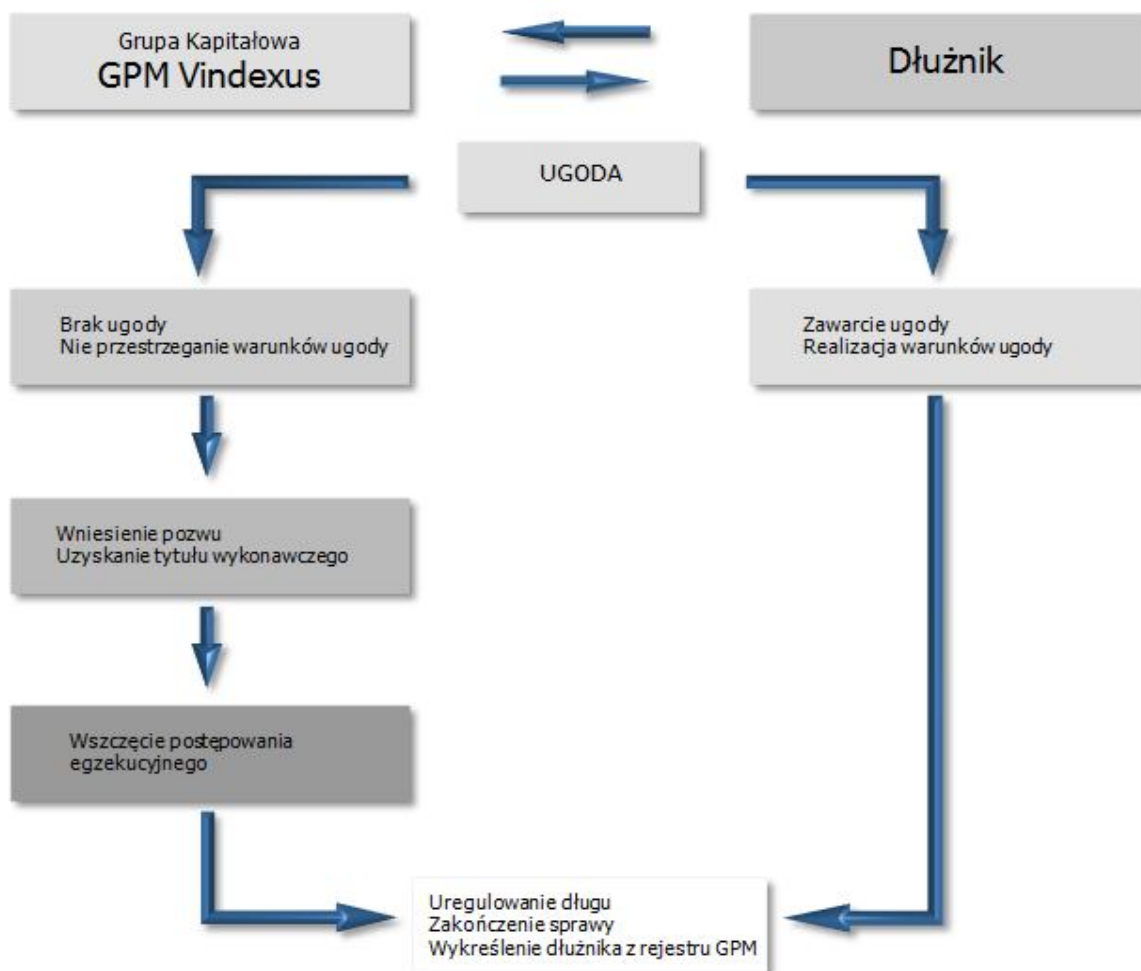 Grupa Kapitałowa
GPM Vindexus
Dłużnik
UGODA
Brak ugody
Nie przestrzeganie warunków ugody
Zawarcie ugody
Realizacja warunków ugody
Wniesienie pozwu
Uzyskanie tytułu wykonawczego
Wszczęcie postępowania
egzekucyjnego
Uregulowanie długu
Zakończenie sprawy
Wykreślenie dłużnika z rejestru GPM